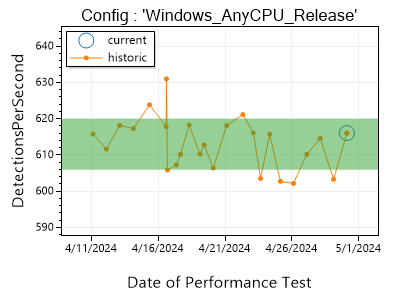 Config : 'Windows_AnyCPU_Release'
current
historic
DetectionsPerSecond
640
630
620
610
600
590
4/11/2024
4/16/2024
4/21/2024
4/26/2024
5/1/2024
Date of Performance Test